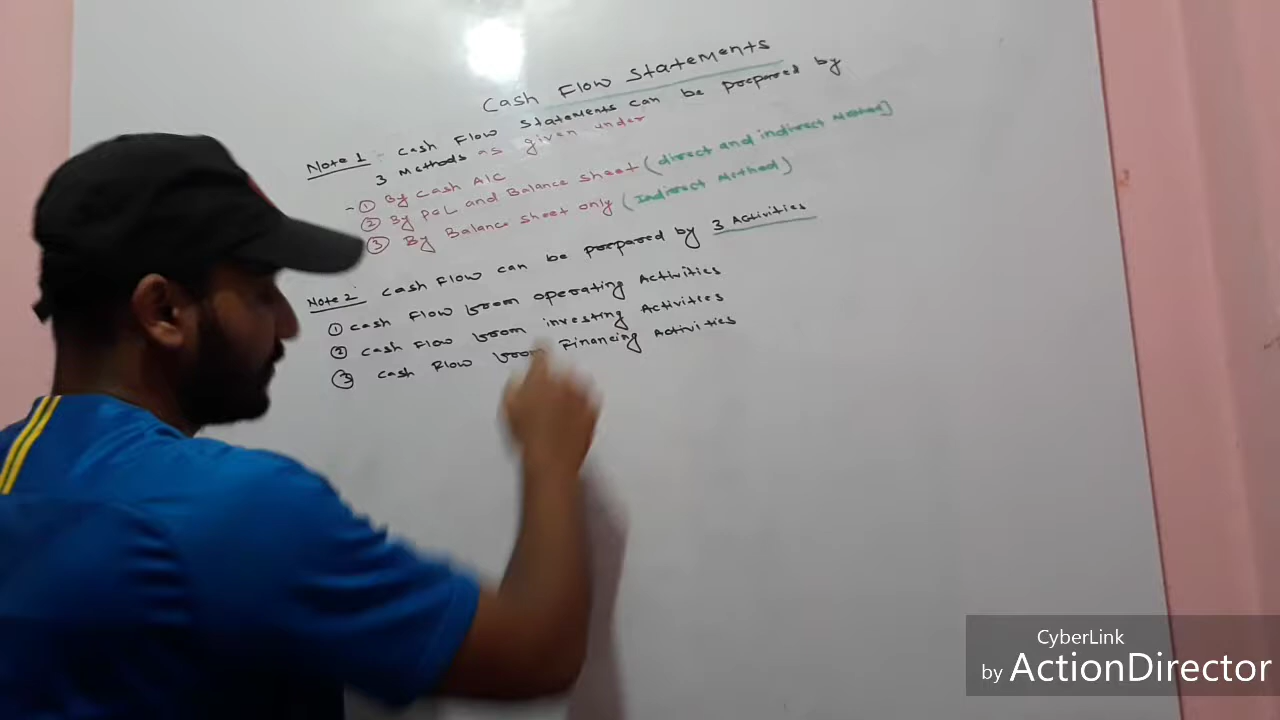 Cash Flow Statements
Note 1 :- Cash Flow Statements can be prepared by
3 Methods as given under
① By Cash A/C
② By P&L and Balance sheet (direct and indirect Method)
③ By Balance sheet only (Indirect Method)
Note 2 :- Cash Flow can be prepared by 3 Activities
① Cash Flow from operating Activities
② Cash Flow from investing Activities
③ Cash Flow from Financing Activities
CyberLink
by ActionDirector